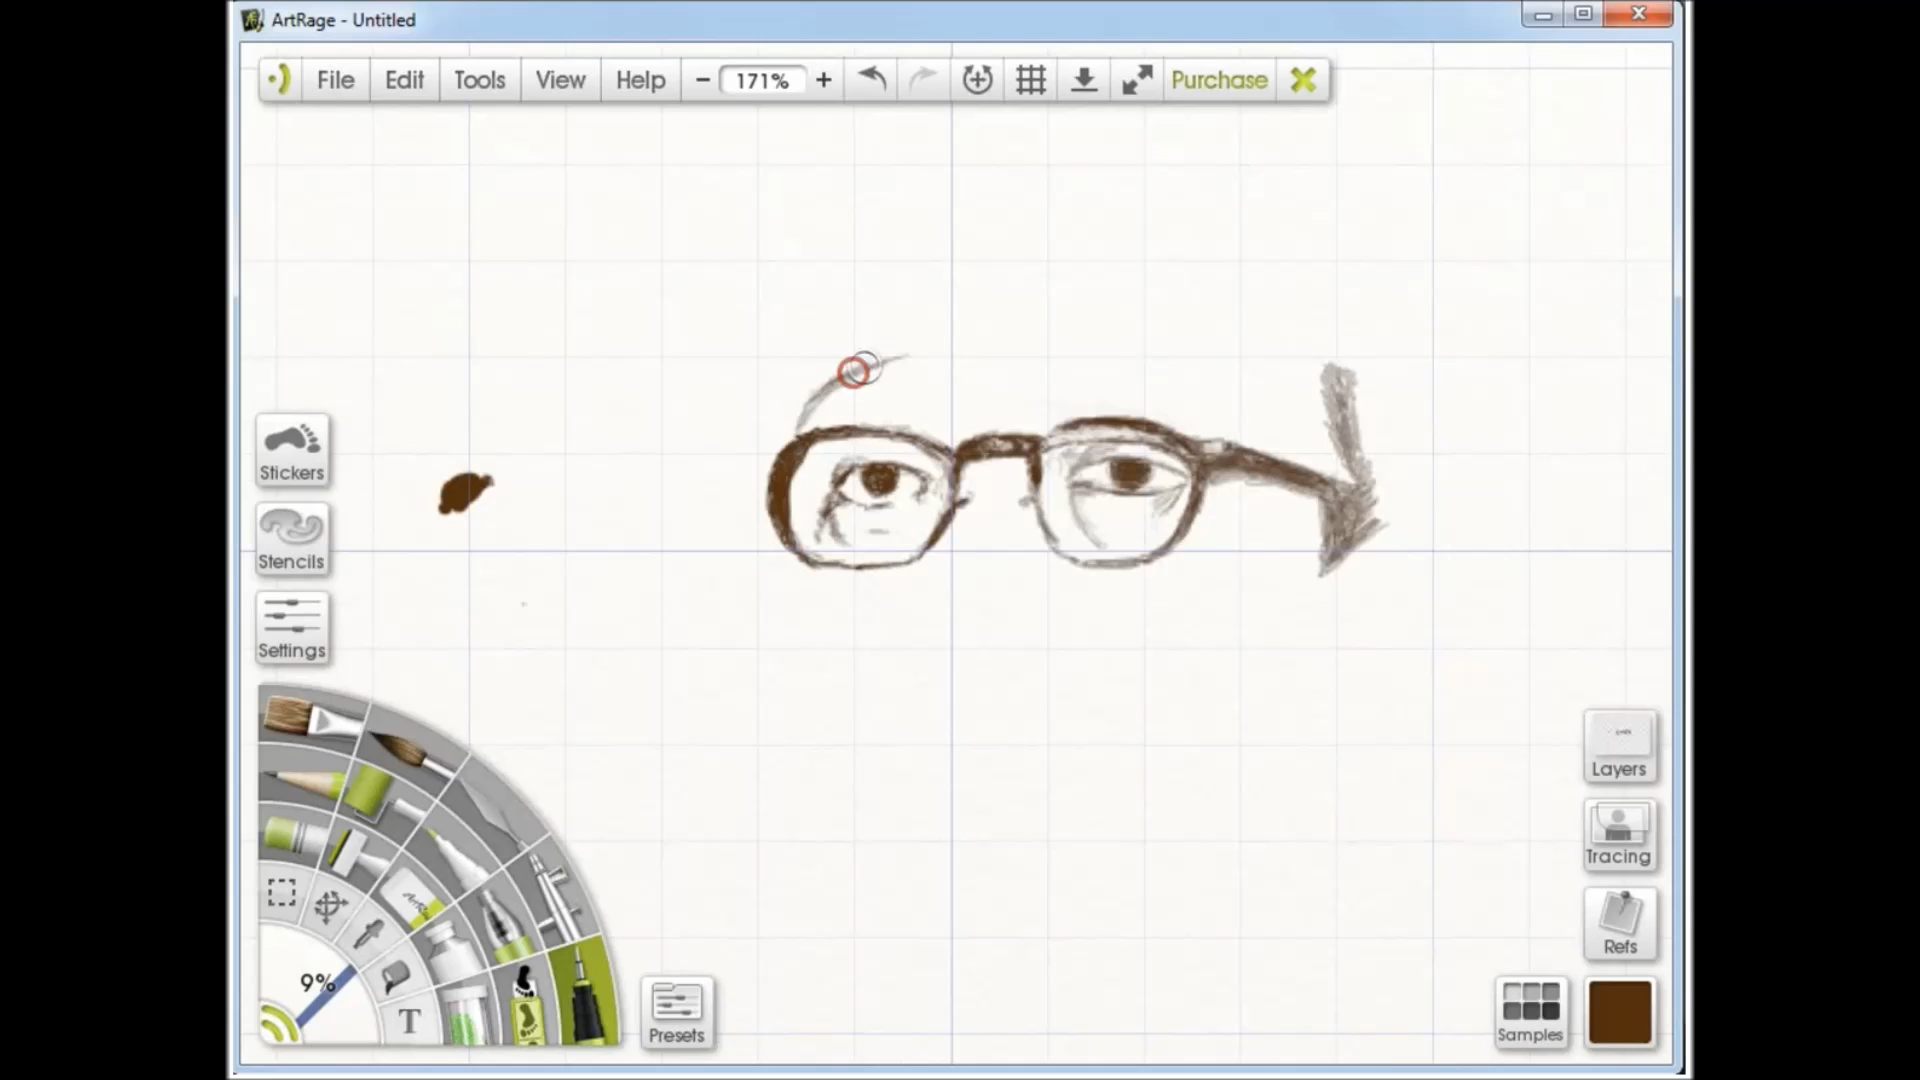 ArtRage - Untitled
File Edit Tools View Help − 171% + Purchase
Stickers
Stencils
Settings
Layers
Tracing
Refs
9%
T
Presets
Samples